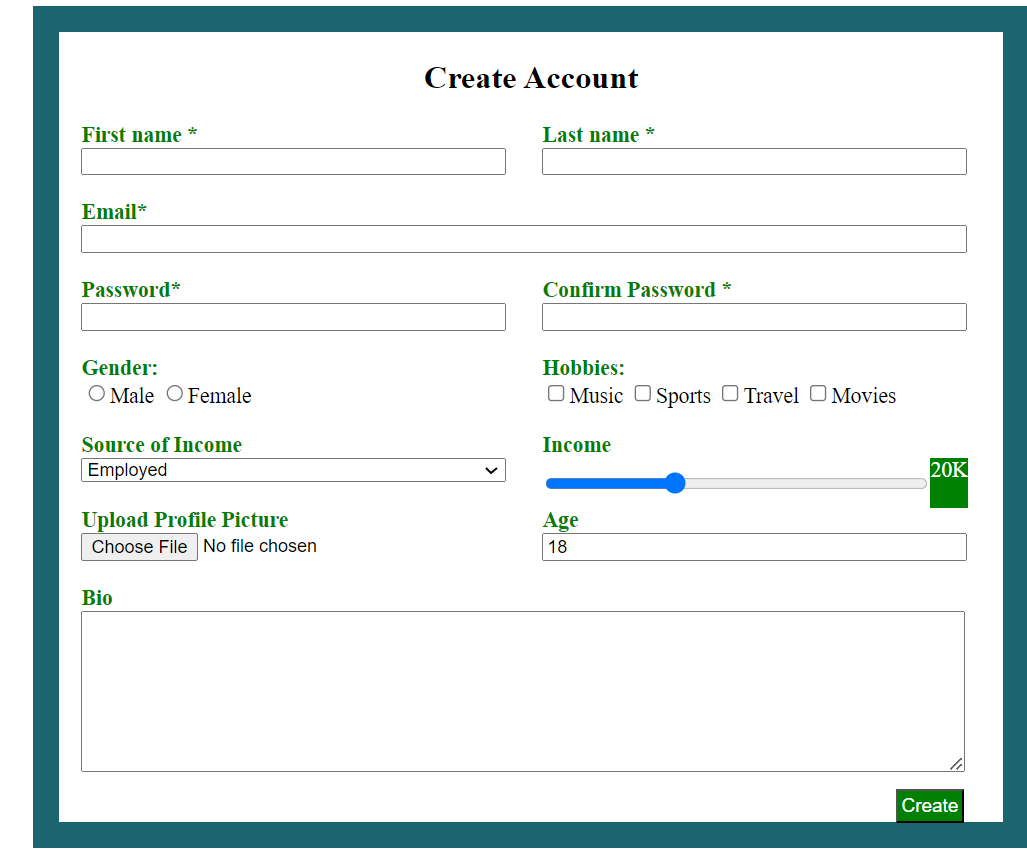 Create Account
First name * Last name *
Email*
Password* Confirm Password *
Gender: Hobbies:
Male Female Music Sports Travel Movies
Source of Income Income
Employed 20K
Upload Profile Picture Age
Choose File No file chosen 18
Bio
Create